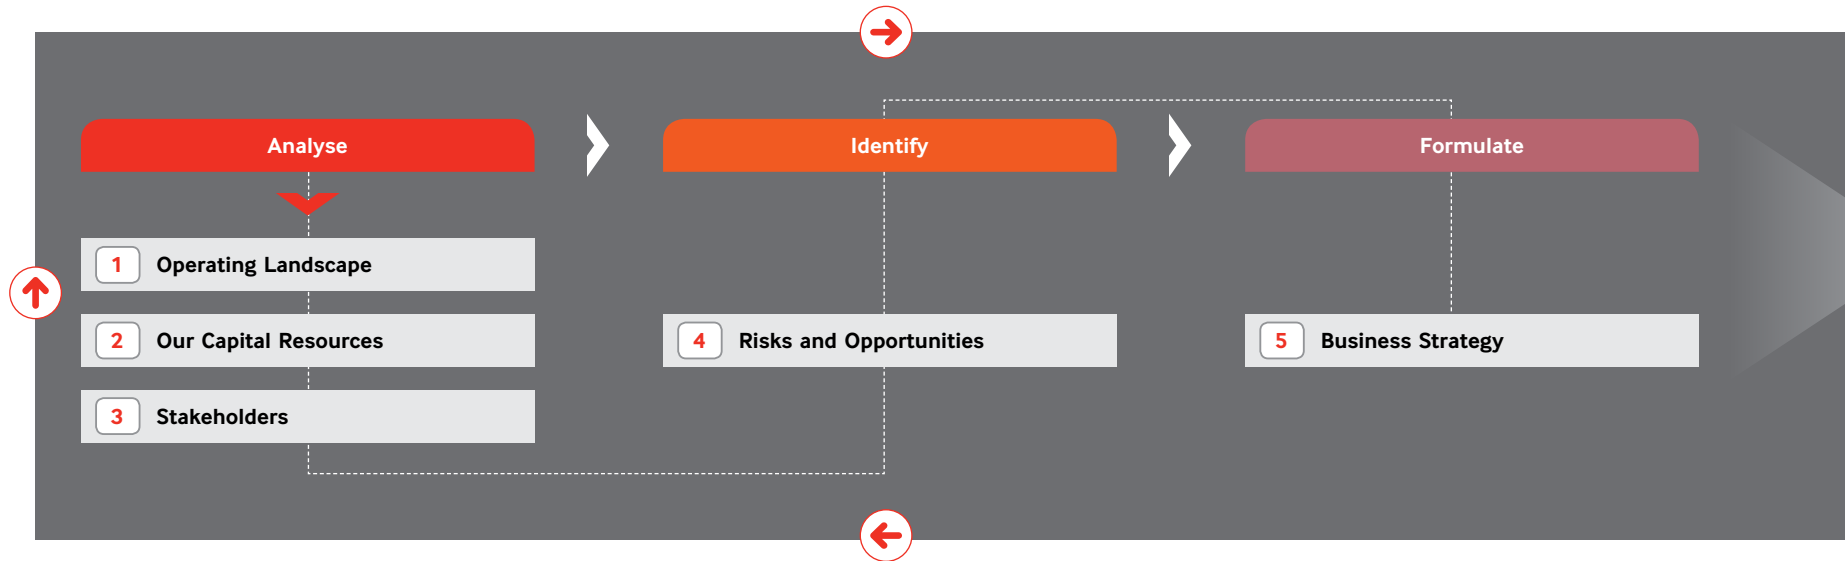 Analyse
1 Operating Landscape
2 Our Capital Resources
3 Stakeholders
Identify
4 Risks and Opportunities
Formulate
5 Business Strategy